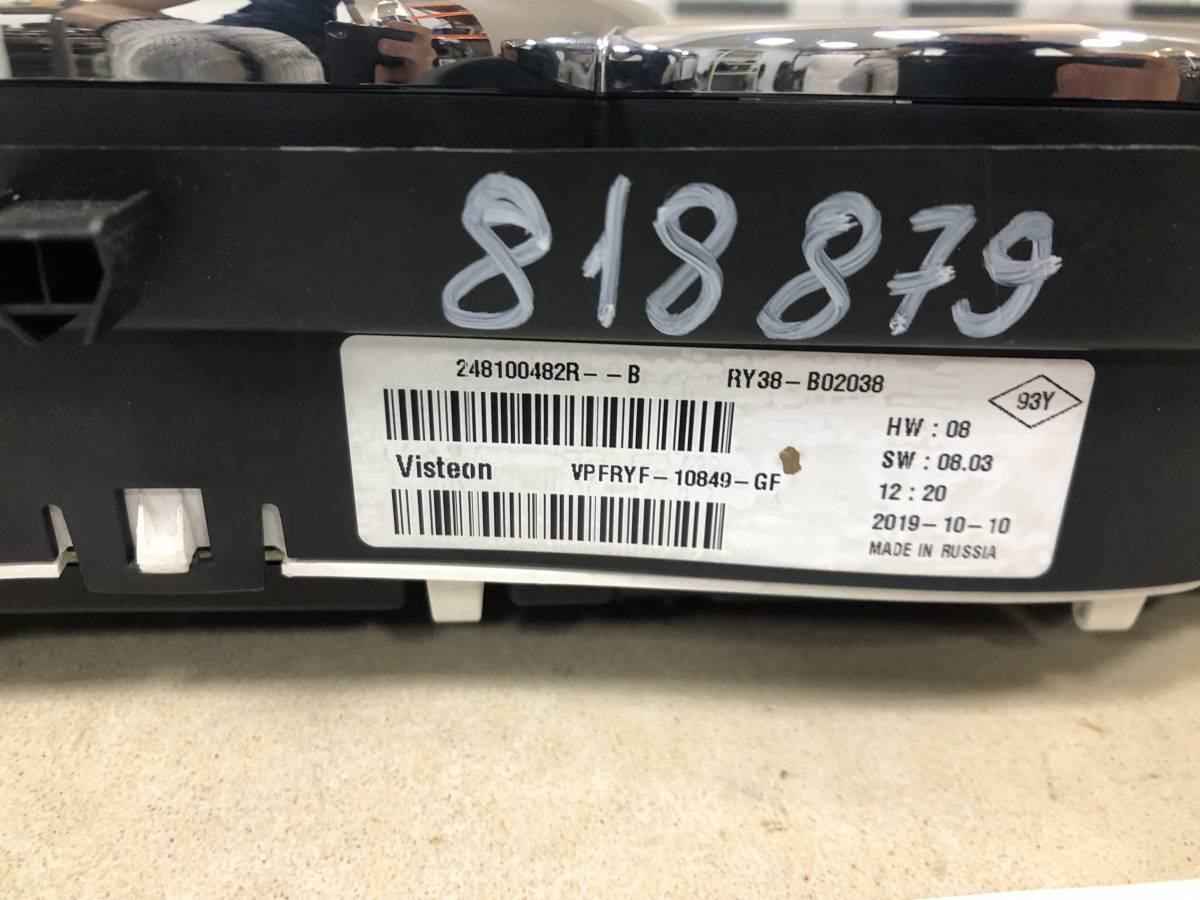 818879
248100482R--B RY38-B02038
93Y
HW : 08
Visteon VPFRYF-10849-GF
SW : 08.03
12 : 20
2019-10-10
MADE IN RUSSIA